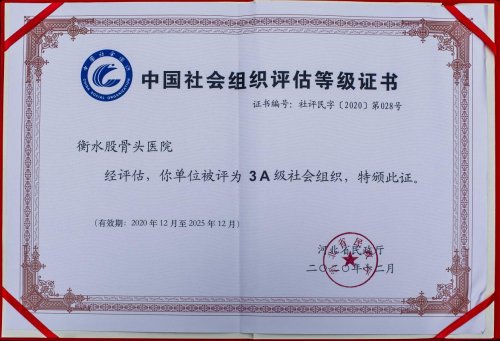 中国社会组织评估等级证书
证书编号：社评民字〔2020〕第028号
衡水股骨头医院
经评估，你单位被评为 3A 级社会组织，特颁此证。
（有效期：2020 年 12 月至 2025 年 12 月）
河北省民政厅
二〇二〇年十二月